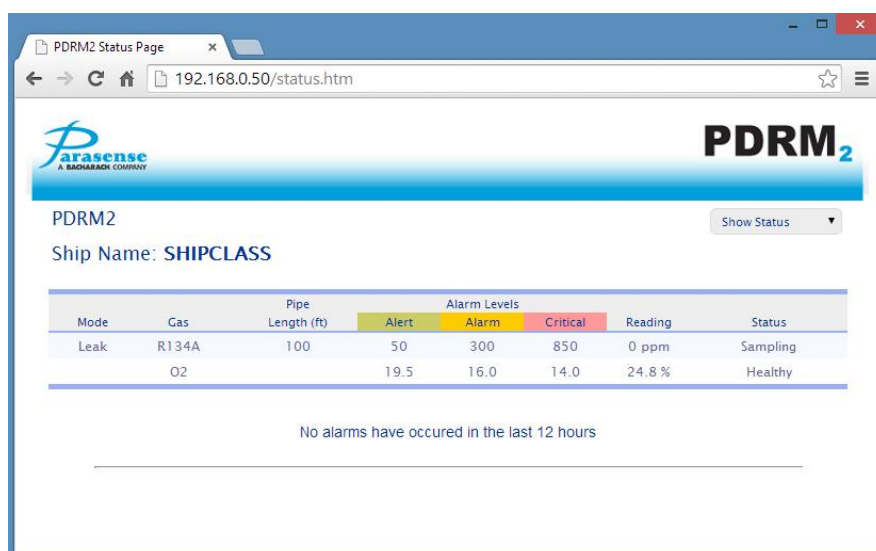 PDRM2 Status Page
192.168.0.50/status.htm
Parasense
A BACHARACH COMPANY
PDRM2
PDRM2
Show Status
Ship Name: SHIPCLASS
Mode Gas Pipe Length (ft) Alarm Levels Alert Alarm Critical Reading Status
Leak R134A 100 50 300 850 0 ppm Sampling
O2 19.5 16.0 14.0 24.8 % Healthy
No alarms have occured in the last 12 hours